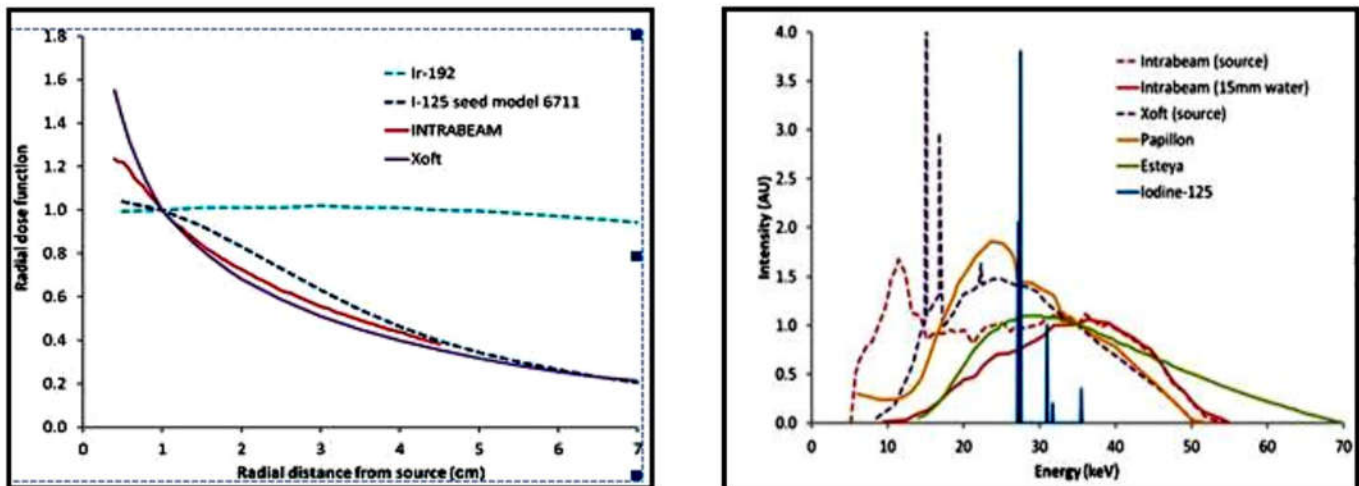 Radial dose function
1.8
1.6
1.4
1.2
1.0
0.8
0.6
0.4
0.2
0.0
Ir-192
I-125 seed model 6711
INTRABEAM
Xoft
0 1 2 3 4 5 6 7
Radial distance from source (cm)
Intensity (AU)
4.0
3.5
3.0
2.5
2.0
1.5
1.0
0.5
0.0
Intrabeam (source)
Intrabeam (15mm water)
Xoft (source)
Papillon
Esteya
Iodine-125
0 10 20 30 40 50 60 70
Energy (keV)